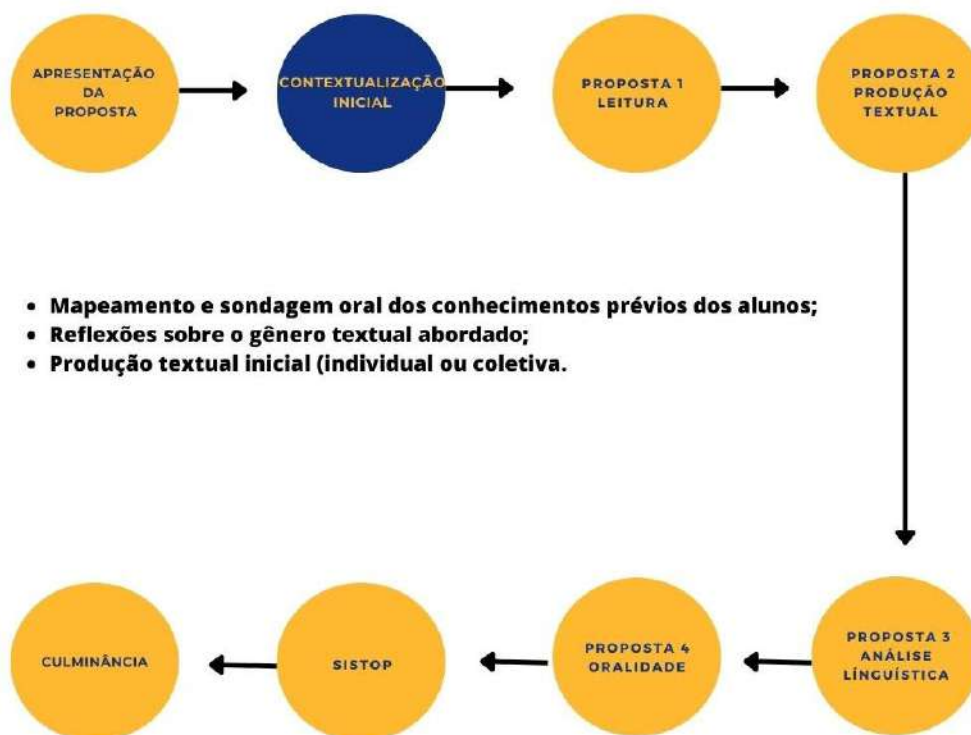 APRESENTAÇÃO
DA
PROPOSTA
CONTEXTUALIZAÇÃO
INICIAL
PROPOSTA 1
LEITURA
PROPOSTA 2
PRODUÇÃO
TEXTUAL
• Mapeamento e sondagem oral dos conhecimentos prévios dos alunos;
• Reflexões sobre o gênero textual abordado;
• Produção textual inicial (individual ou coletiva.
PROPOSTA 3
ANÁLISE
LÍNGUÍSTICA
PROPOSTA 4
ORALIDADE
SISTOP
CULMINÂNCIA